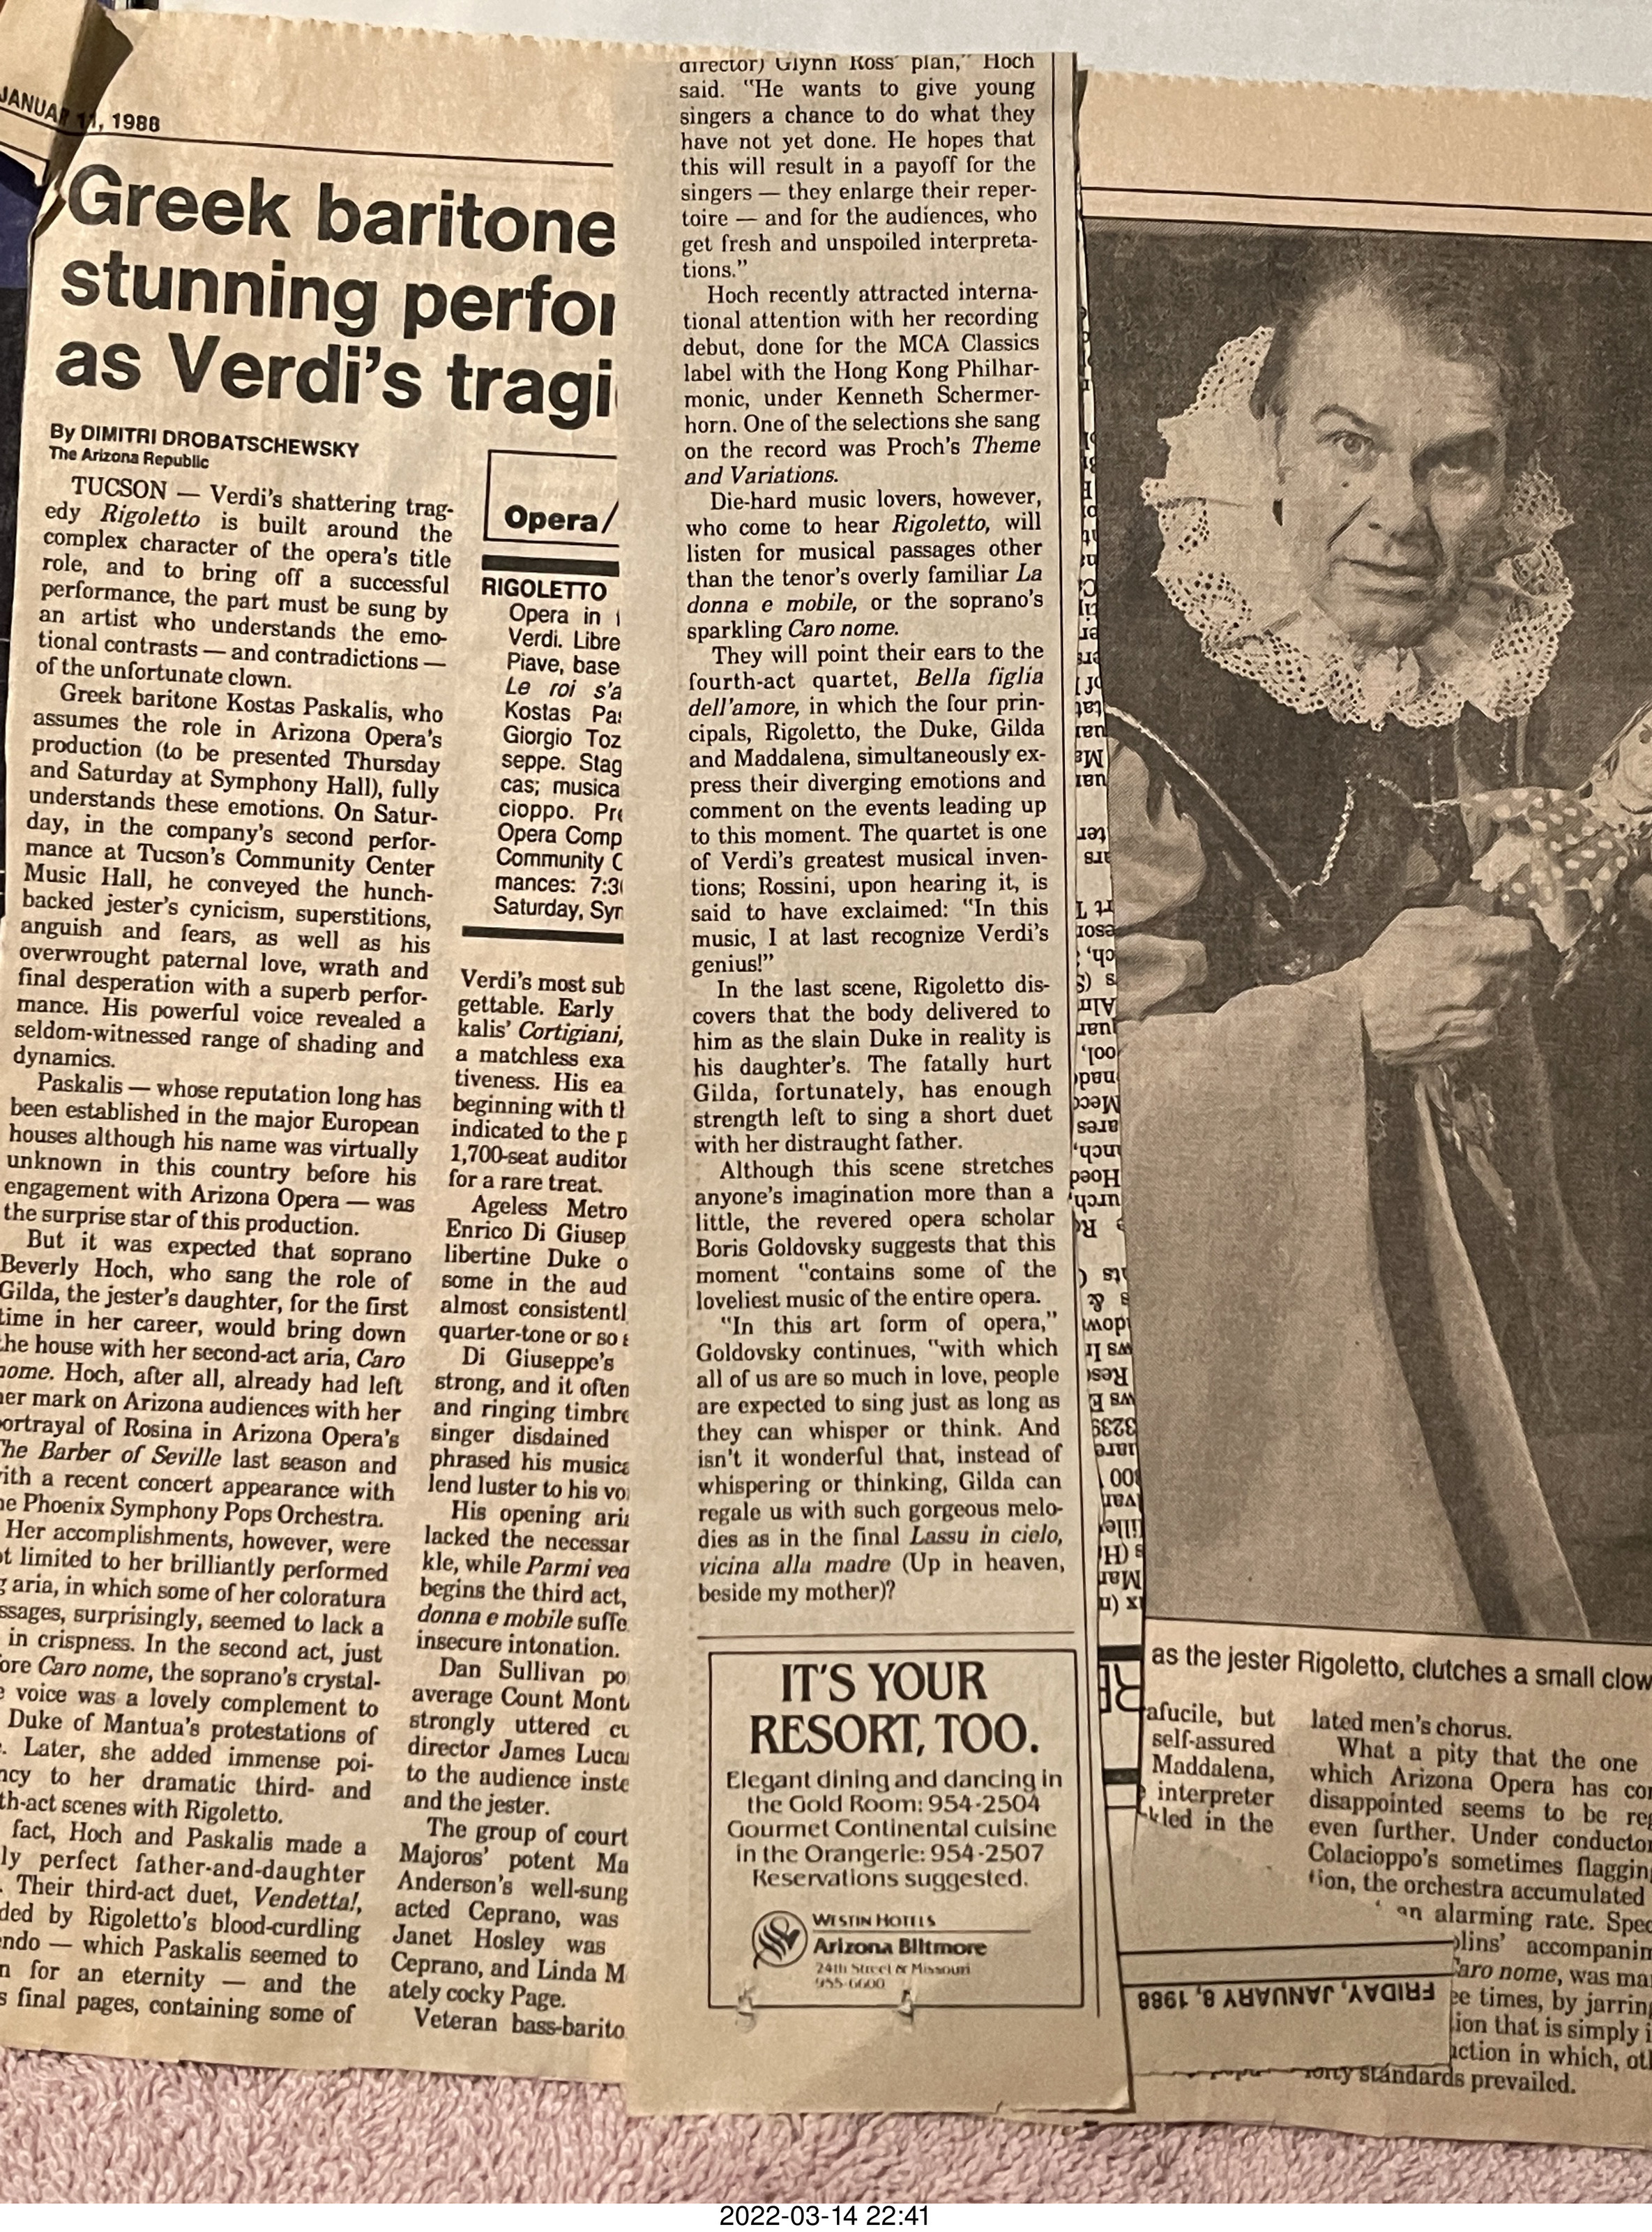 JANUAR 11, 1988
Greek baritone
stunning perfor
as Verdi's tragi
By DIMITRI DROBATSCHEWSKY
The Arizona Republic
TUCSON — Verdi's shattering trag-
edy Rigoletto is built around the
complex character of the opera's title
role, and to bring off a successful
performance, the part must be sung by
an artist who understands the emo-
tional contrasts — and contradictions —
of the unfortunate clown.
Greek baritone Kostas Paskalis, who
assumes the role in Arizona Opera's
production (to be presented Thursday
and Saturday at Symphony Hall), fully
understands these emotions. On Satur-
day, in the company's second perfor-
mance at Tucson's Community Center
Music Hall, he conveyed the hunch-
backed jester's cynicism, superstitions,
anguish and fears, as well as his
overwrought paternal love, wrath and
final desperation with a superb perfor-
mance. His powerful voice revealed a
seldom-witnessed range of shading and
dynamics.
Paskalis — whose reputation long has
been established in the major European
houses although his name was virtually
unknown in this country before his
engagement with Arizona Opera — was
the surprise star of this production.
But it was expected that soprano
Beverly Hoch, who sang the role of
Gilda, the jester's daughter, for the first
time in her career, would bring down
the house with her second-act aria, Caro
nome. Hoch, after all, already had left
her mark on Arizona audiences with her
portrayal of Rosina in Arizona Opera's
The Barber of Seville last season and
with a recent concert appearance with
he Phoenix Symphony Pops Orchestra.
Her accomplishments, however, were
ot limited to her brilliantly performed
g aria, in which some of her coloratura
ssages, surprisingly, seemed to lack a
in crispness. In the second act, just
ore Caro nome, the soprano's crystal-
e voice was a lovely complement to
Duke of Mantua's protestations of
. Later, she added immense poi-
ncy to her dramatic third- and
th-act scenes with Rigoletto.
fact, Hoch and Paskalis made a
ly perfect father-and-daughter
. Their third-act duet, Vendetta!,
ded by Rigoletto's blood-curdling
ndo — which Paskalis seemed to
n for an eternity — and the
s final pages, containing some of
Opera/
RIGOLETTO
Opera in
Verdi. Libre
Piave, base
Le roi s'a
Kostas Pas
Giorgio Toz
seppe. Stag
cas; musica
cioppo. Pre
Opera Comp
Community C
mances: 7:30
Saturday, Syr
Verdi's most sub
gettable. Early
kalis' Cortigiani,
a matchless exa
tiveness. His ea
beginning with th
indicated to the p
1,700-seat auditor
for a rare treat.
Ageless Metro
Enrico Di Giusep
libertine Duke o
some in the aud
almost consistentl
quarter-tone or so
Di Giuseppe's
strong, and it often
and ringing timbre
singer disdained
phrased his musica
lend luster to his vo
His opening aria
lacked the necessar
kle, while Parmi ved
begins the third act,
donna e mobile suffe
insecure intonation.
Dan Sullivan po
average Count Mont
strongly uttered cu
director James Luca
to the audience inste
and the jester.
The group of court
Majoros' potent Ma
Anderson's well-sung
acted Ceprano, was
Janet Hosley was
Ceprano, and Linda M
ately cocky Page.
Veteran bass-barito
director) Glynn Ross' plan," Hoch
said. "He wants to give young
singers a chance to do what they
have not yet done. He hopes that
this will result in a payoff for the
singers — they enlarge their reper-
toire — and for the audiences, who
get fresh and unspoiled interpreta-
tions."
Hoch recently attracted interna-
tional attention with her recording
debut, done for the MCA Classics
label with the Hong Kong Philhar-
monic, under Kenneth Schermer-
horn. One of the selections she sang
on the record was Proch's Theme
and Variations.
Die-hard music lovers, however,
who come to hear Rigoletto, will
listen for musical passages other
than the tenor's overly familiar La
donna e mobile, or the soprano's
sparkling Caro nome.
They will point their ears to the
fourth-act quartet, Bella figlia
dell'amore, in which the four prin-
cipals, Rigoletto, the Duke, Gilda
and Maddalena, simultaneously ex-
press their diverging emotions and
comment on the events leading up
to this moment. The quartet is one
of Verdi's greatest musical inven-
tions; Rossini, upon hearing it, is
said to have exclaimed: "In this
music, I at last recognize Verdi's
genius!"
In the last scene, Rigoletto dis-
covers that the body delivered to
him as the slain Duke in reality is
his daughter's. The fatally hurt
Gilda, fortunately, has enough
strength left to sing a short duet
with her distraught father.
Although this scene stretches
anyone's imagination more than a
little, the revered opera scholar
Boris Goldovsky suggests that this
moment "contains some of the
loveliest music of the entire opera.
"In this art form of opera,"
Goldovsky continues, "with which
all of us are so much in love, people
are expected to sing just as long as
they can whisper or think. And
isn't it wonderful that, instead of
whispering or thinking, Gilda can
regale us with such gorgeous melo-
dies as in the final Lassu in cielo,
vicina alla madre (Up in heaven,
beside my mother)?
IT'S YOUR
RESORT, TOO.
Elegant dining and dancing in
the Gold Room: 954-2504
Gourmet Continental cuisine
in the Orangerie: 954-2507
Reservations suggested.
WESTIN HOTELS
Arizona Biltmore
24th Street & Missouri
955-6600
as the jester Rigoletto, clutches a small clow
afucile, but
self-assured
Maddalena,
interpreter
kled in the
lated men's chorus.
What a pity that the one
which Arizona Opera has con
disappointed seems to be reg
even further. Under conductor
Colacioppo's sometimes flagging
tion, the orchestra accumulated
an alarming rate. Spec
olins' accompanim
Caro nome, was mar
ee times, by jarring
ion that is simply i
action in which, oth
standards prevailed.
FRIDAY, JANUARY 8, 1988
2022-03-14 22:41